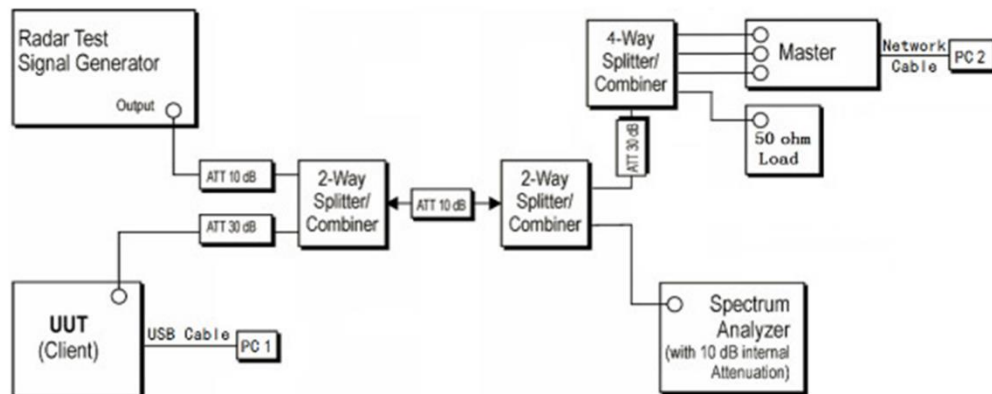 Radar Test
Signal Generator
Output
ATT 10 dB
ATT 30 dB
2-Way
Splitter/
Combiner
ATT 10 dB
2-Way
Splitter/
Combiner
4-Way
Splitter/
Combiner
ATT 30 dB
Master
Network
Cable
PC 2
50 ohm
Load
UUT
(Client)
USB Cable
PC 1
Spectrum
Analyzer
(with 10 dB internal
Attenuation)